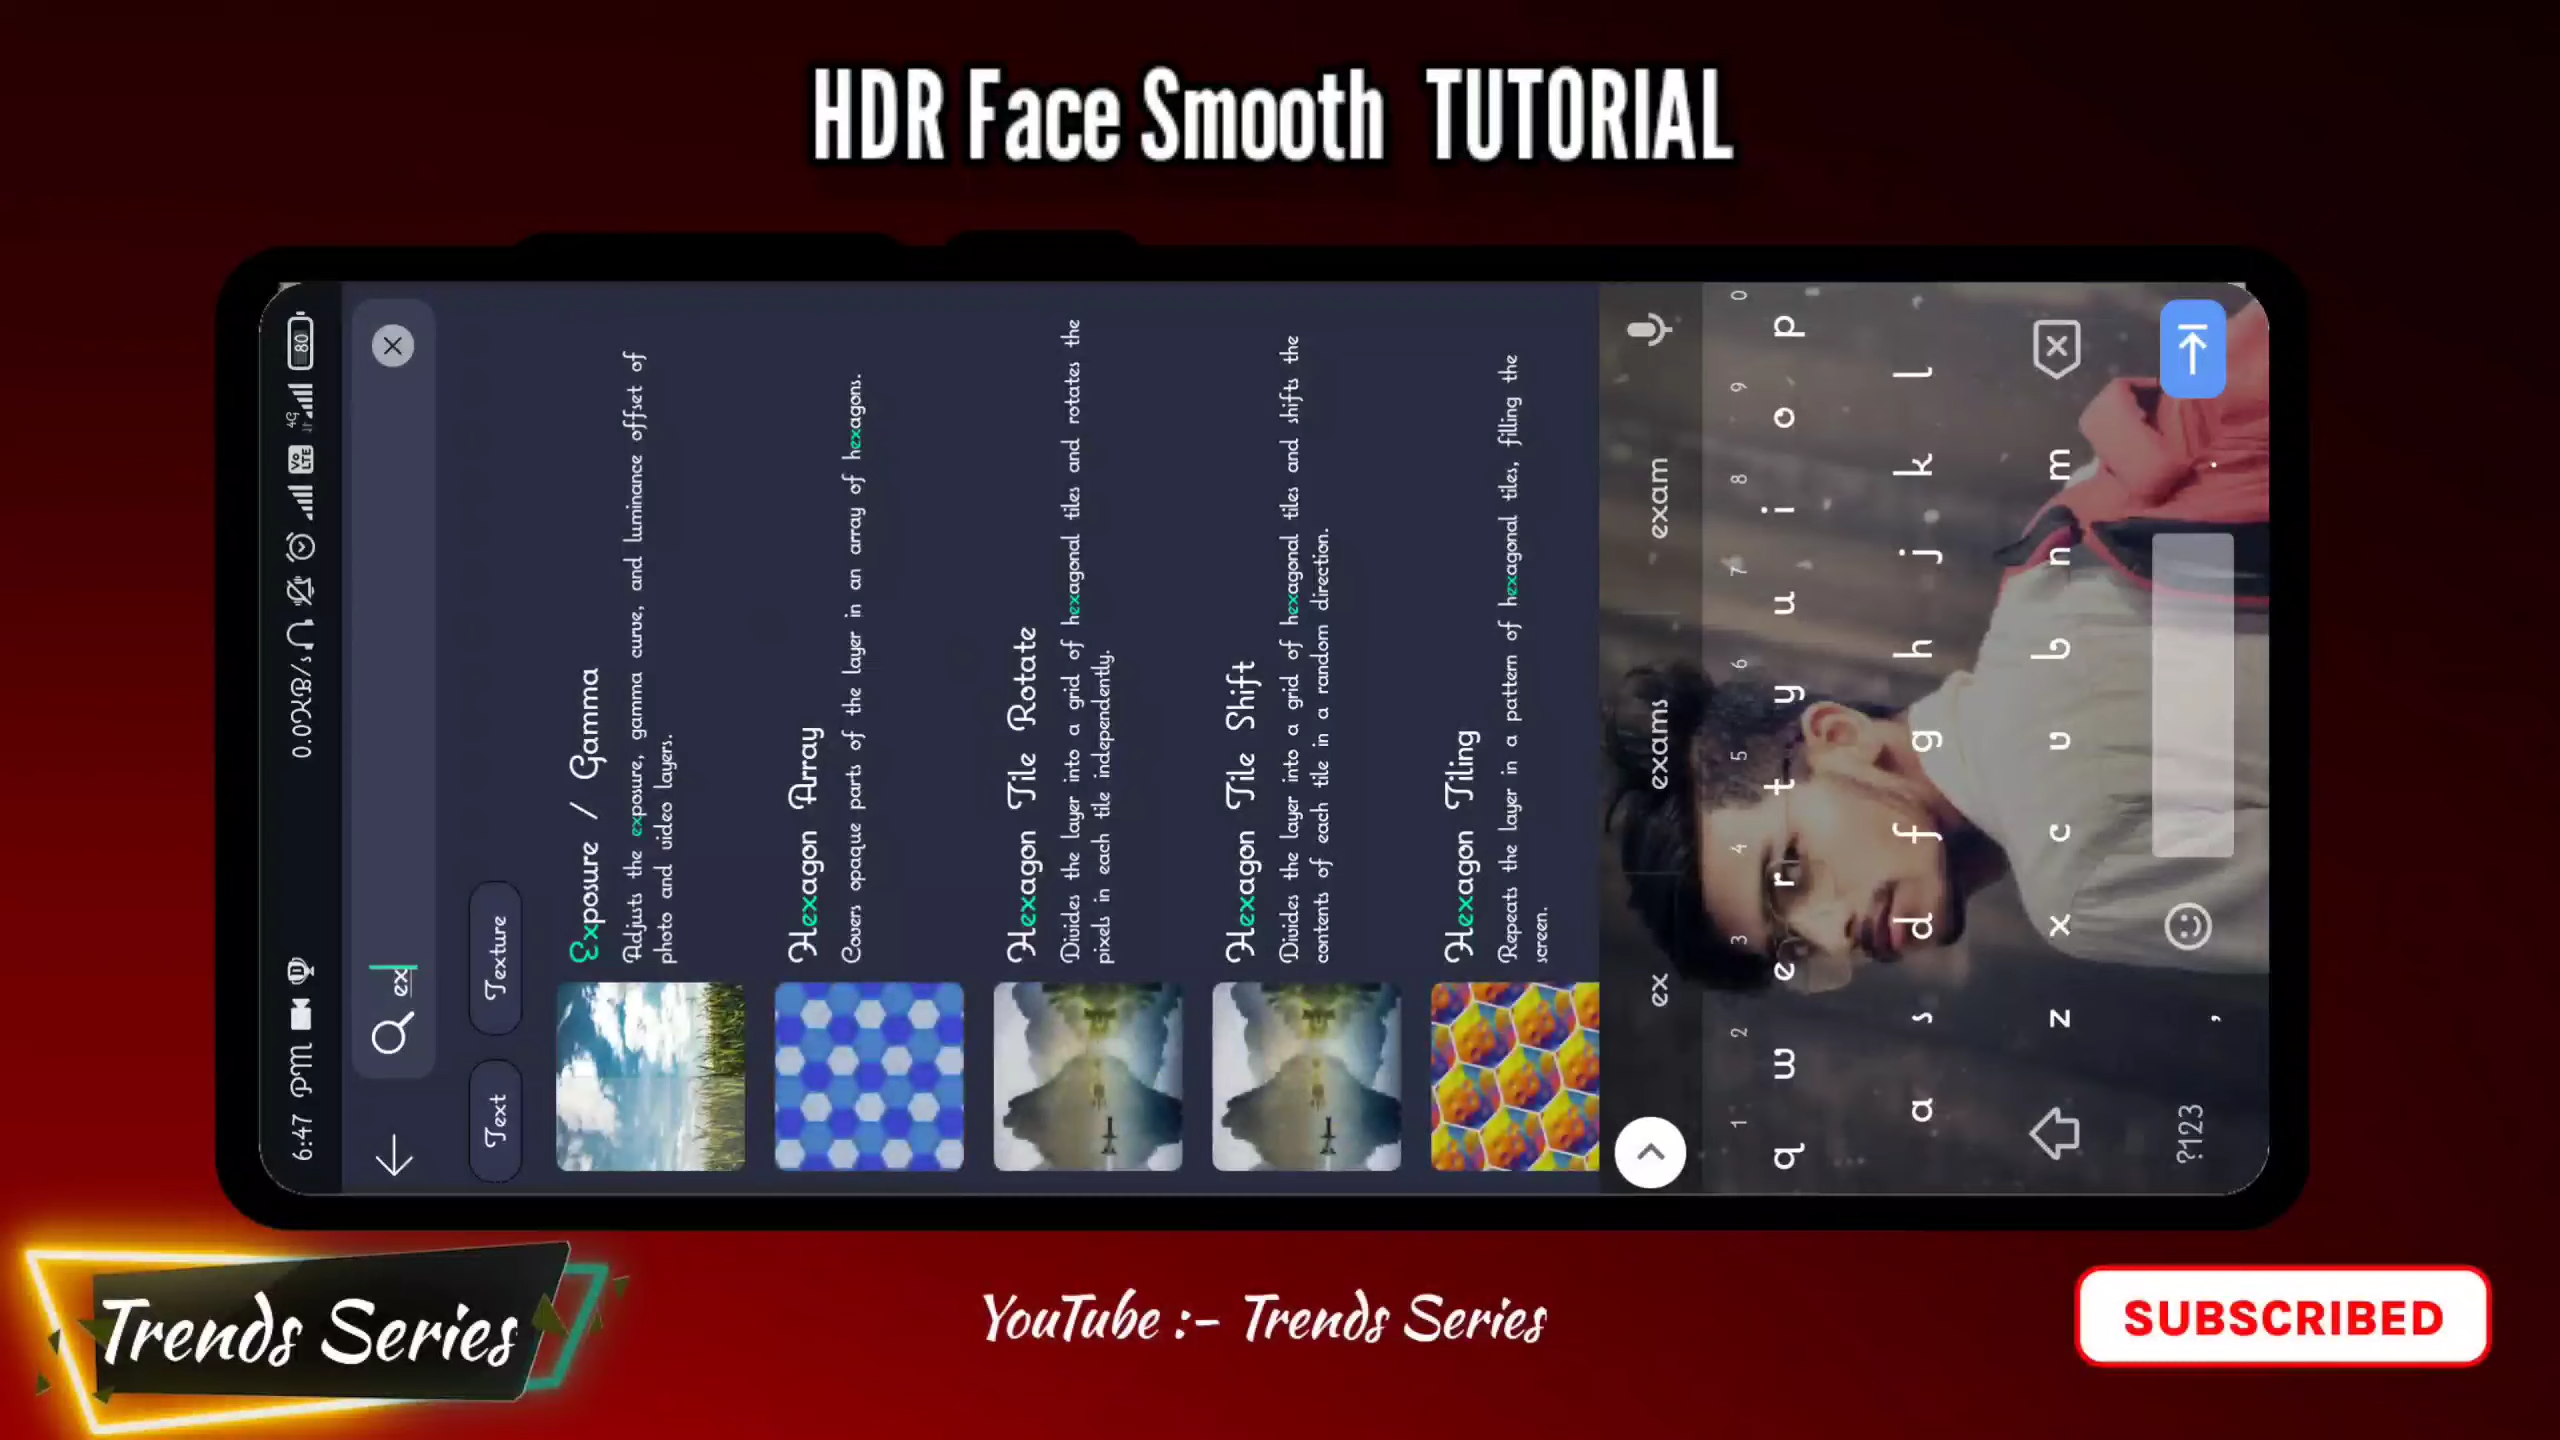 HDR Face Smooth TUTORIAL
6:47 PM
0.0KB/s
Vo
LTE
4G
80
ex
Text
Texture
Exposure / Gamma
Adjusts the exposure, gamma curve, and luminance offset of
photo and video layers.
Hexagon Array
Covers opaque parts of the layer in an array of hexagons.
Hexagon Tile Rotate
Divides the layer into a grid of hexagonal tiles and rotates the
pixels in each tile independently.
Hexagon Tile Shift
Divides the layer into a grid of hexagonal tiles and shifts the
contents of each tile in a random direction.
Hexagon Tiling
Repeats the layer in a pattern of hexagonal tiles, filling the
screen.
ex exams exam
1 2 3 4 5 6 7 8 9 0
q w e r t y u i o p
a s d f g h j k l
z x c v b n m
?123 , .
Trends Series
YouTube :- Trends Series
SUBSCRIBED